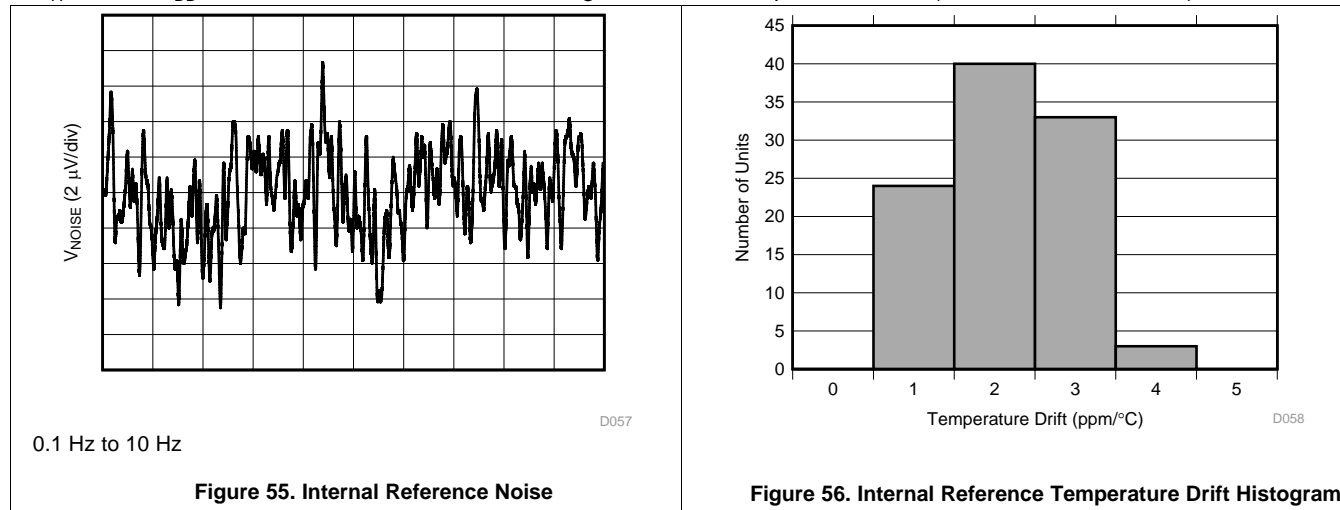 V_NOISE (2 μV/div)
D057
0.1 Hz to 10 Hz
Figure 55. Internal Reference Noise
45
40
35
30
25
20
15
10
5
0
Number of Units
0 1 2 3 4 5
Temperature Drift (ppm/°C)
D058
Figure 56. Internal Reference Temperature Drift Histogram